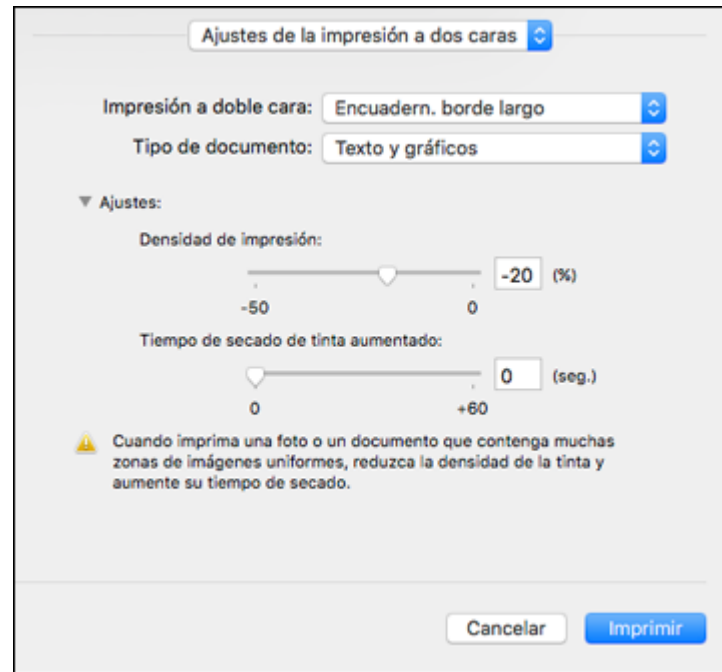 Ajustes de la impresión a dos caras
Impresión a doble cara: Encuadern. borde largo
Tipo de documento: Texto y gráficos
Ajustes:
Densidad de impresión:
-20 (%)
-50 0
Tiempo de secado de tinta aumentado:
0 (seg.)
0 +60
Cuando imprima una foto o un documento que contenga muchas
zonas de imágenes uniformes, reduzca la densidad de la tinta y
aumente su tiempo de secado.
Cancelar Imprimir